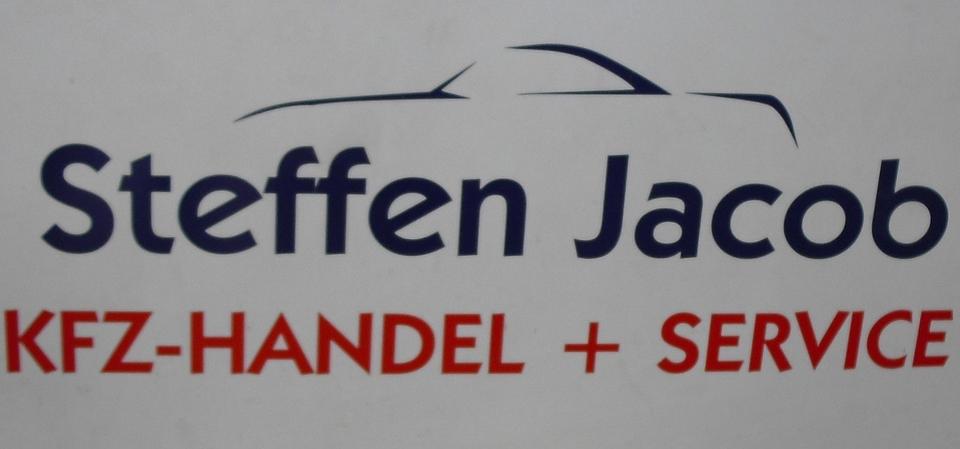 Steffen Jacob
KFZ-HANDEL + SERVICE